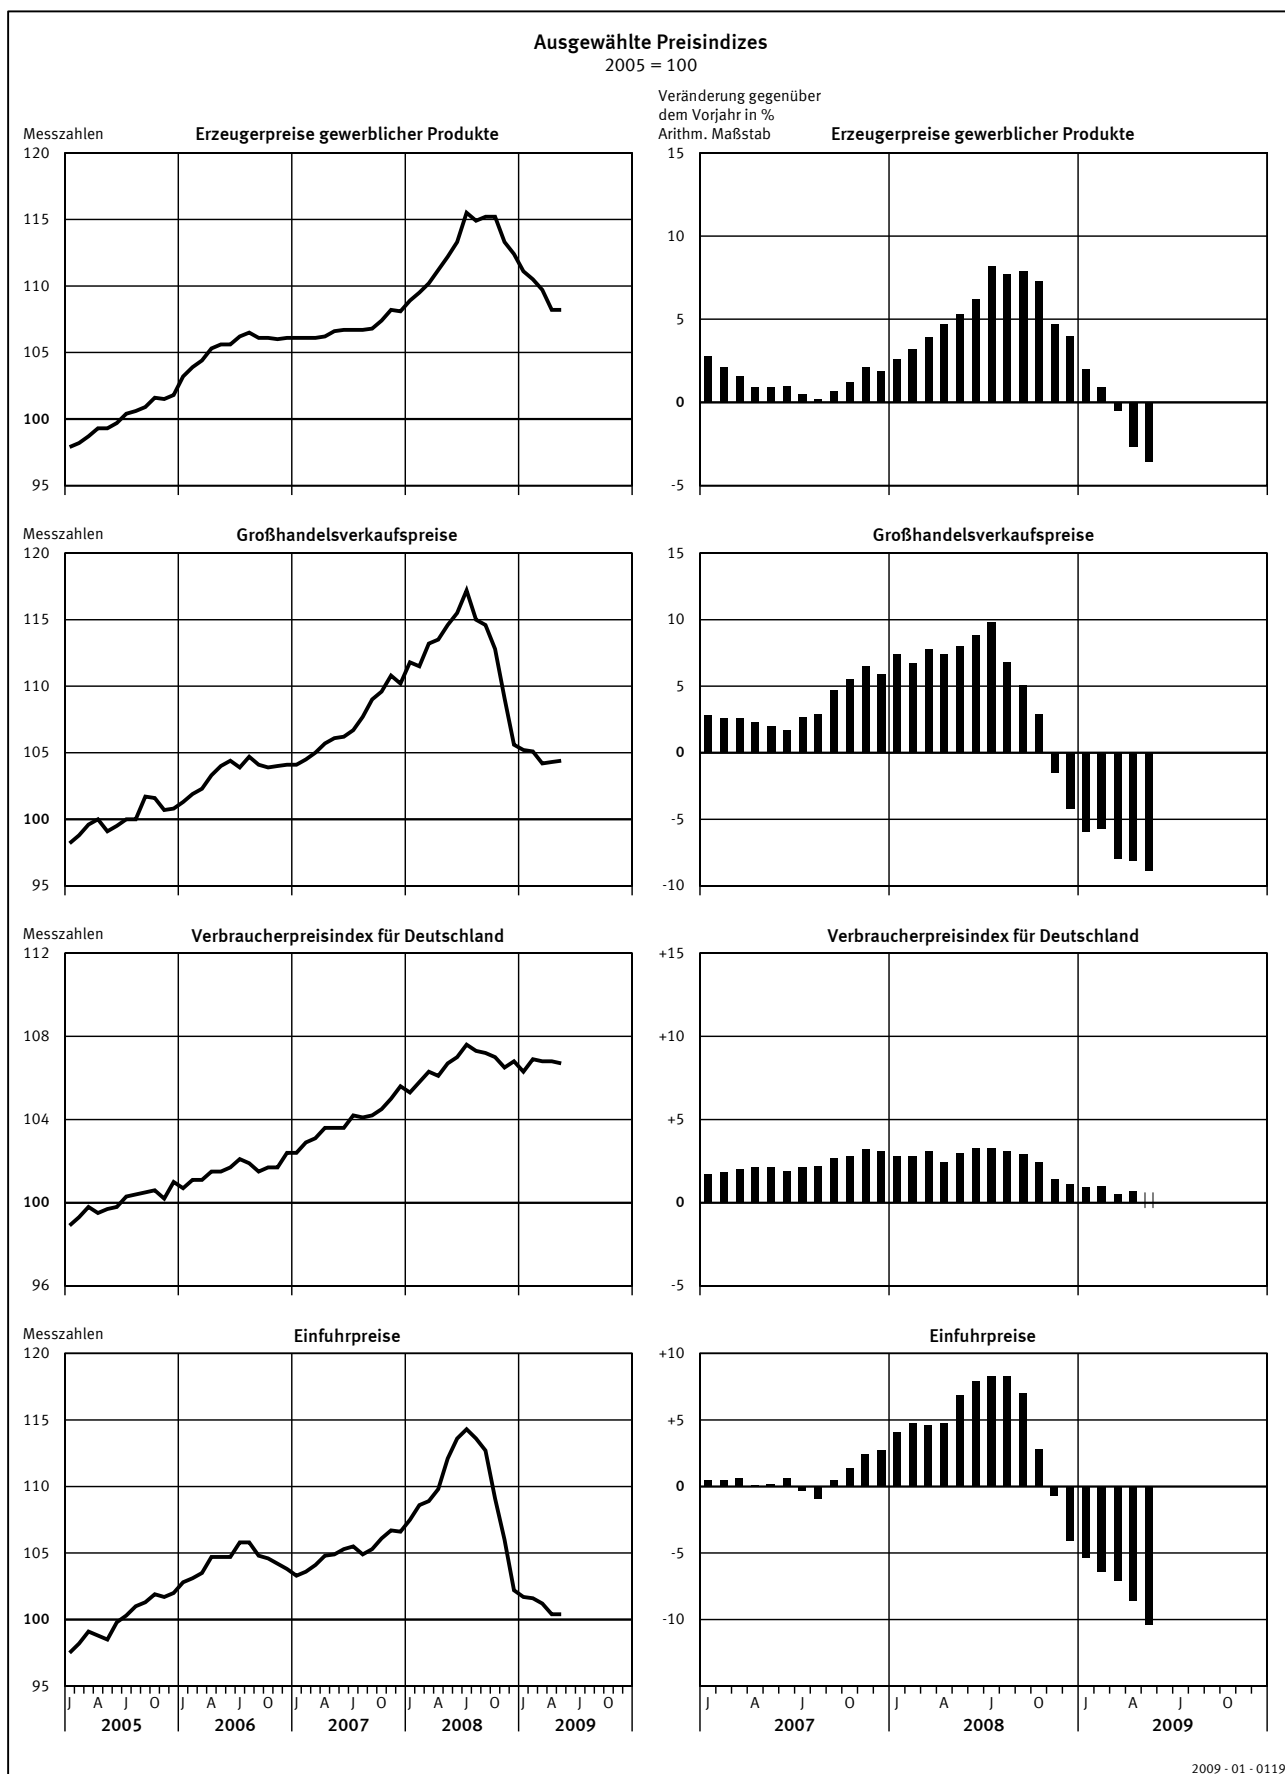 Ausgewählte Preisindizes
2005 = 100
Messzahlen
Erzeugerpreise gewerblicher Produkte
120
115
110
105
100
95
Veränderung gegenüber
dem Vorjahr in %
Arithm. Maßstab
Erzeugerpreise gewerblicher Produkte
15
10
5
0
-5
Messzahlen
Großhandelsverkaufspreise
120
115
110
105
100
95
Großhandelsverkaufspreise
15
10
5
0
-5
-10
Messzahlen
Verbraucherpreisindex für Deutschland
112
108
104
100
96
Verbraucherpreisindex für Deutschland
+15
+10
+5
0
-5
Messzahlen
Einfuhrpreise
120
115
110
105
100
95
J A J O J A J O J A J O J A J O J A J O
2005 2006 2007 2008 2009
Einfuhrpreise
+10
+5
0
-5
-10
J A J O J A J O J A J O
2007 2008 2009
2009 - 01 - 0119